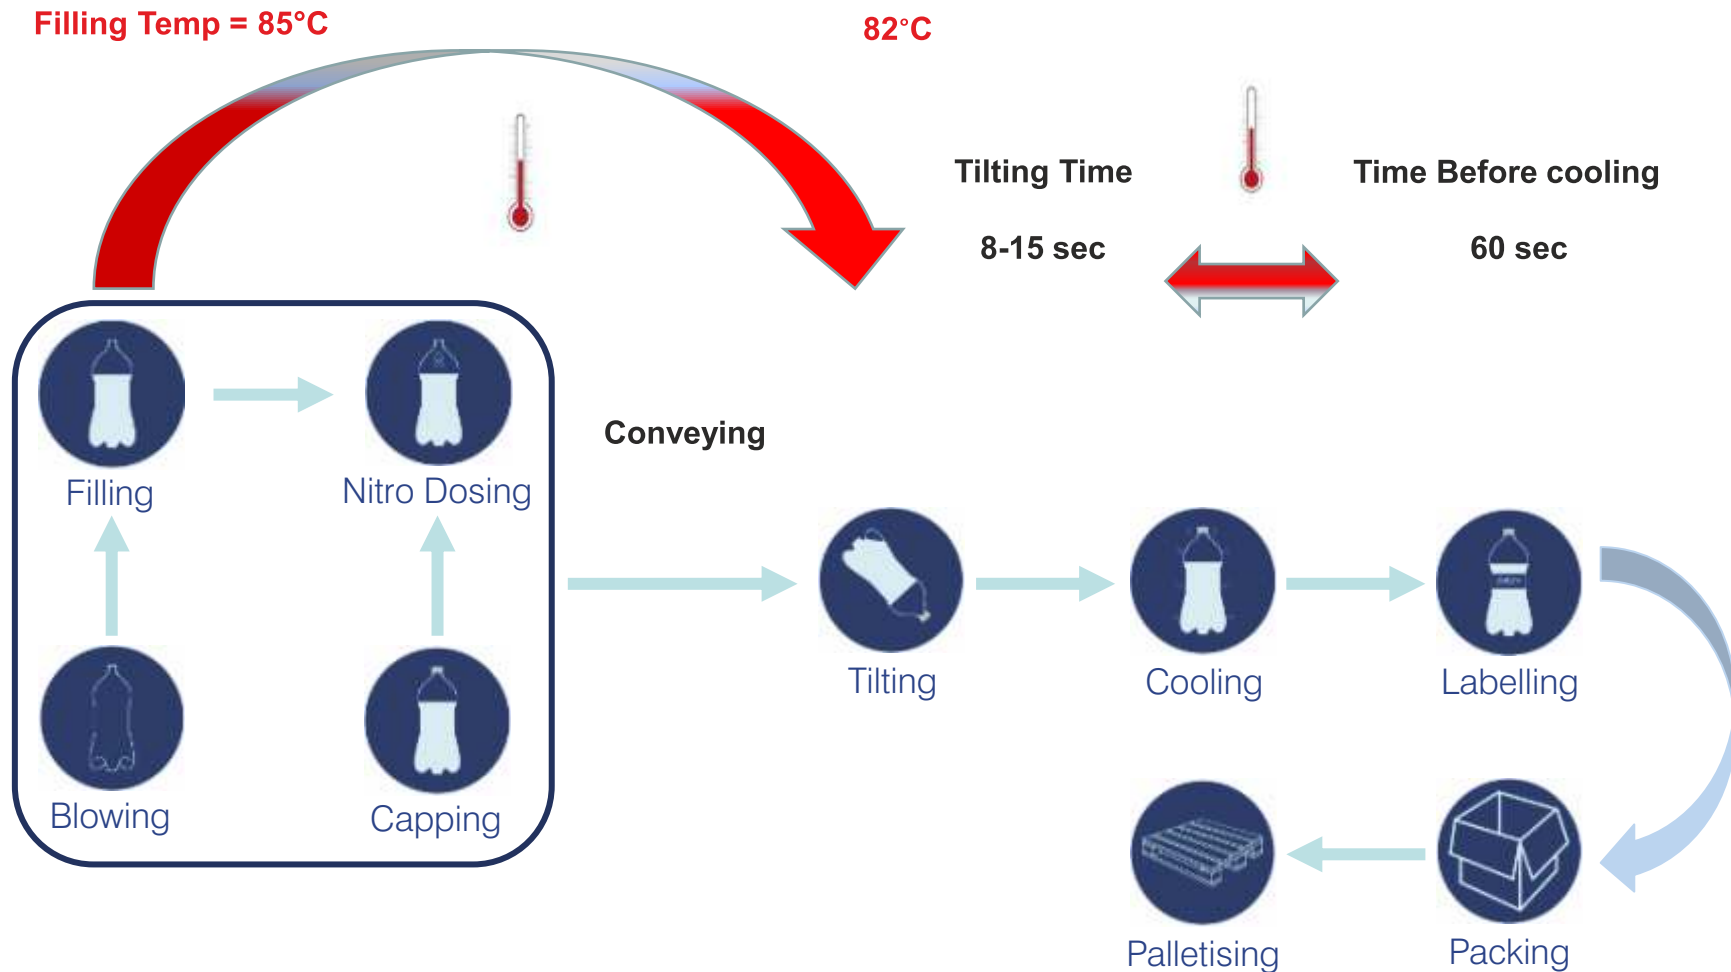 Filling Temp = 85°C
82°C
Tilting Time
Time Before cooling
8-15 sec
60 sec
Conveying
Filling
Nitro Dosing
Tilting
Cooling
Labelling
Blowing
Capping
Palletising
Packing